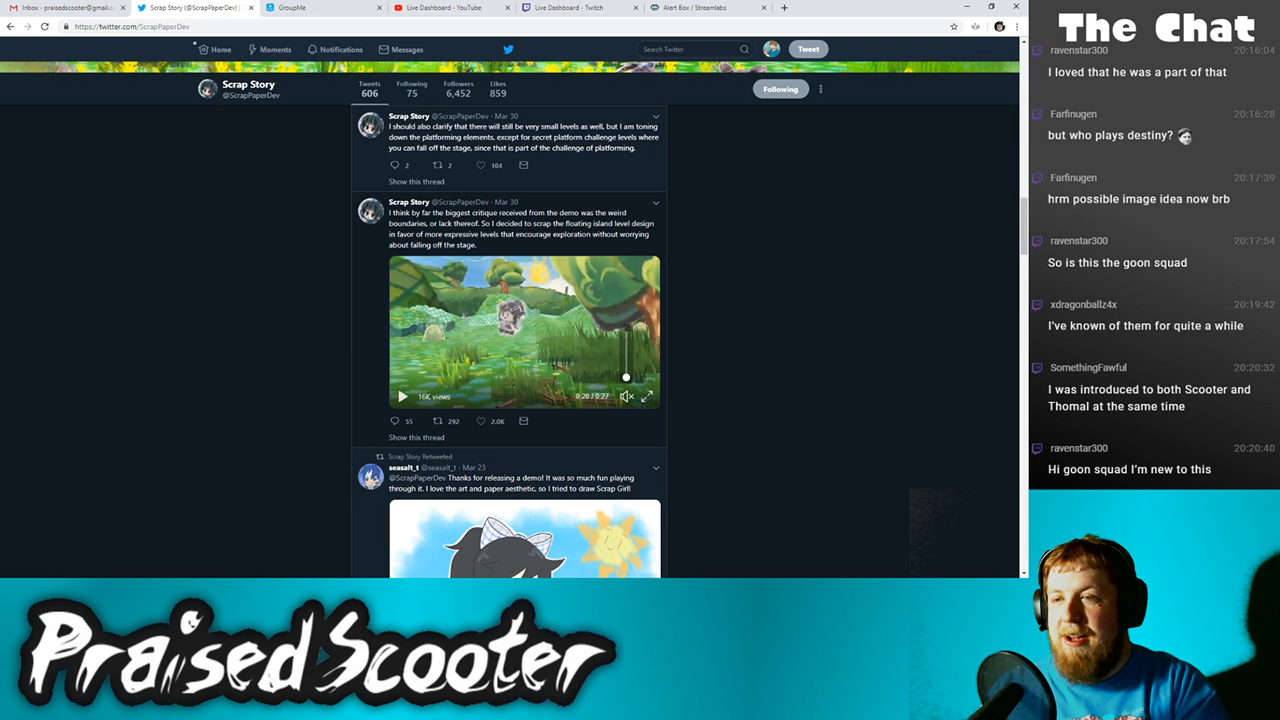 Inbox - praisedscooter@gmail.c
Scrap Story (@ScrapPaperDev) |
GroupMe
Live Dashboard - YouTube
Live Dashboard - Twitch
Alert Box / Streamlabs
https://twitter.com/ScrapPaperDev
Home
Moments
Notifications
Messages
Search Twitter
Tweet
Scrap Story
@ScrapPaperDev
Tweets
606
Following
75
Followers
6,452
Likes
859
Following
Scrap Story @ScrapPaperDev · Mar 30
I should also clarify that there will still be very small levels as well, but I am toning
down the platforming elements, except for secret platform challenge levels where
you can fall off the stage, since that is part of the challenge of platforming.
2
2
104
Show this thread
Scrap Story @ScrapPaperDev · Mar 30
I think by far the biggest critique received from the demo was the weird
boundaries, or lack thereof. So I decided to scrap the floating island level design
in favor of more expressive levels that encourage exploration without worrying
about falling off the stage.
16K views
0:20 / 0:27
55
292
2.0K
Show this thread
Scrap Story Retweeted
seasalt_t @seasalt_t · Mar 23
@ScrapPaperDev Thanks for releasing a demo! It was so much fun playing
through it. I love the art and paper aesthetic, so I tried to draw Scrap Girl!
The Chat
ravenstar300 20:16:04
I loved that he was a part of that
Farfinugen 20:16:28
but who plays destiny?
Farfinugen 20:17:39
hrm possible image idea now brb
ravenstar300 20:17:54
So is this the goon squad
xdragonballz4x 20:19:42
I've known of them for quite a while
SomethingFawful 20:20:32
I was introduced to both Scooter and
Thomal at the same time
ravenstar300 20:20:40
Hi goon squad I'm new to this
PraisedScooter